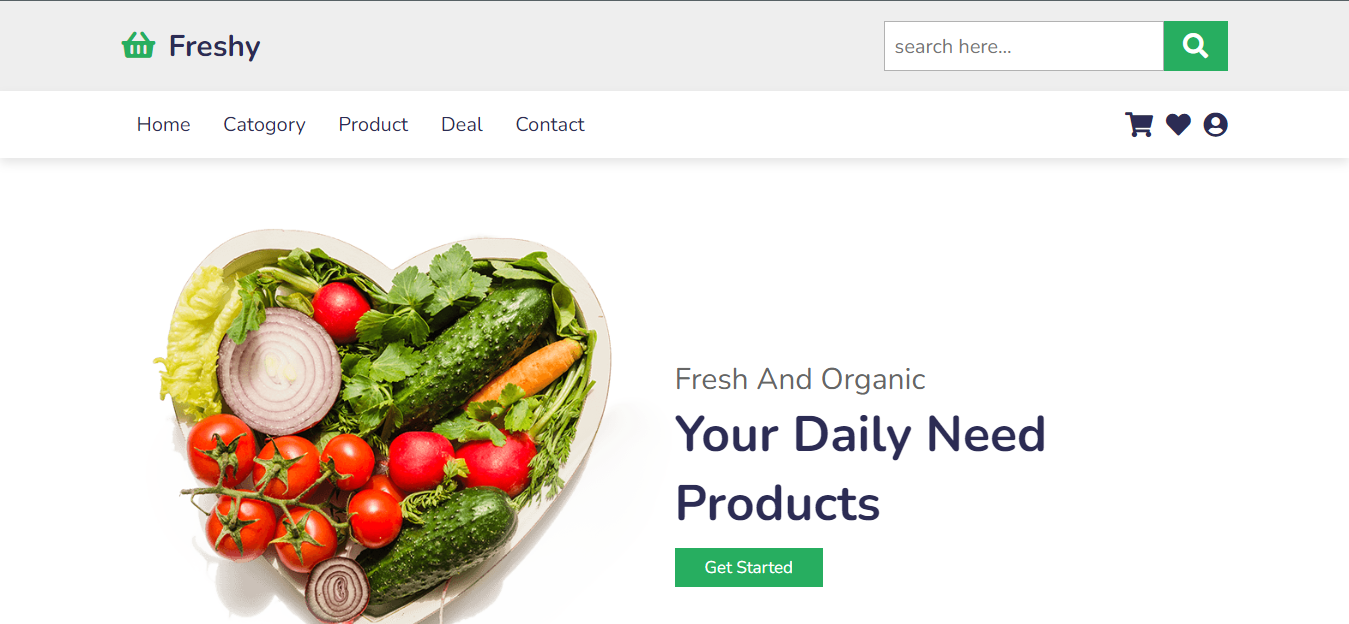 Freshy
search here...
Home Catogory Product Deal Contact
Fresh And Organic
Your Daily Need
Products
Get Started